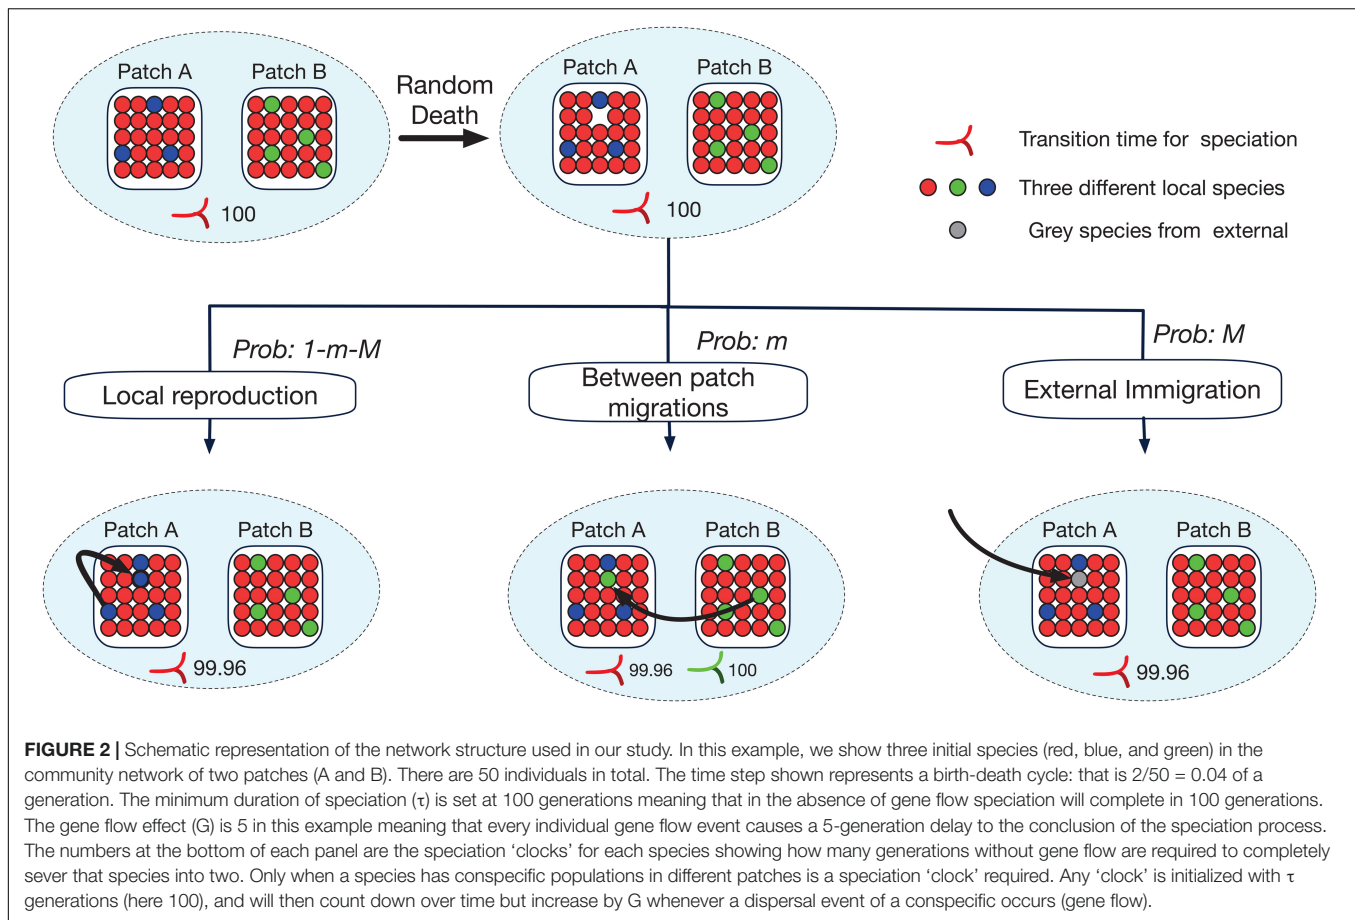 Patch A
Patch B
100
Random
Death
Patch A
Patch B
100
Transition time for speciation
Three different local species
Grey species from external
Prob: 1-m-M
Prob: m
Prob: M
Local reproduction
Between patch
migrations
External Immigration
Patch A
Patch B
99.96
Patch A
Patch B
99.96
100
Patch A
Patch B
99.96
FIGURE 2 | Schematic representation of the network structure used in our study. In this example, we show three initial species (red, blue, and green) in the
community network of two patches (A and B). There are 50 individuals in total. The time step shown represents a birth-death cycle: that is 2/50 = 0.04 of a
generation. The minimum duration of speciation (τ) is set at 100 generations meaning that in the absence of gene flow speciation will complete in 100 generations.
The gene flow effect (G) is 5 in this example meaning that every individual gene flow event causes a 5-generation delay to the conclusion of the speciation process.
The numbers at the bottom of each panel are the speciation ‘clocks’ for each species showing how many generations without gene flow are required to completely
sever that species into two. Only when a species has conspecific populations in different patches is a speciation ‘clock’ required. Any ‘clock’ is initialized with τ
generations (here 100), and will then count down over time but increase by G whenever a dispersal event of a conspecific occurs (gene flow).